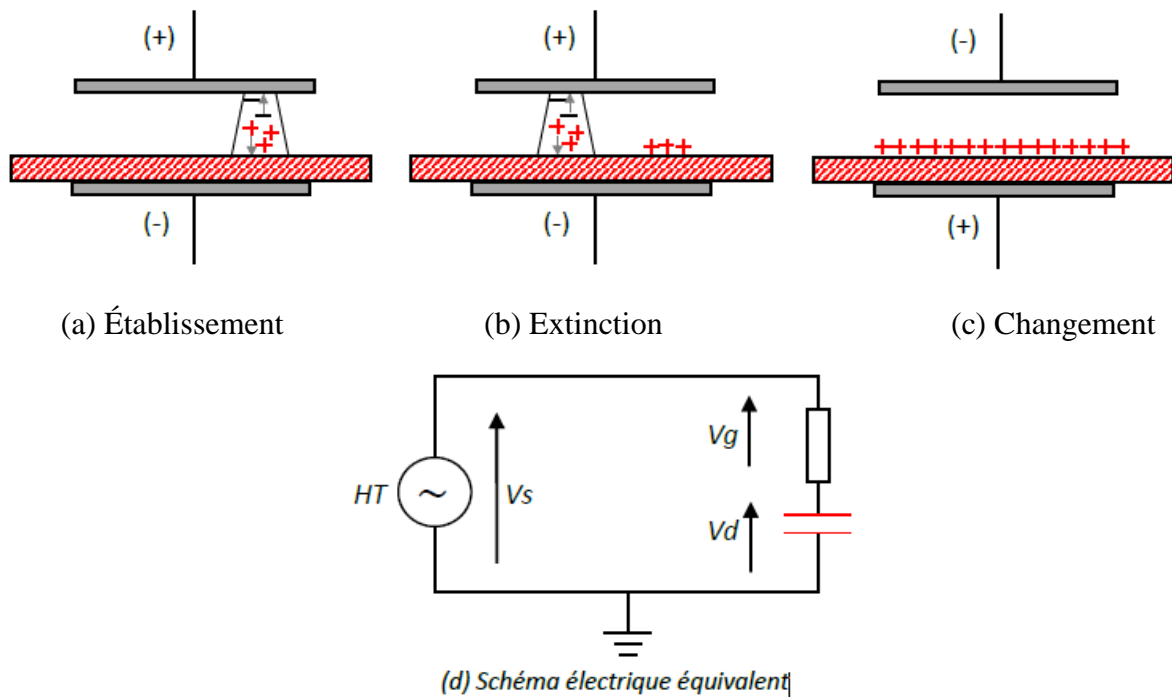 (+) (+) (-)
(-) (-) (+)
(a) Établissement (b) Extinction (c) Changement
HT Vs Vg
Vd
(d) Schéma électrique équivalent